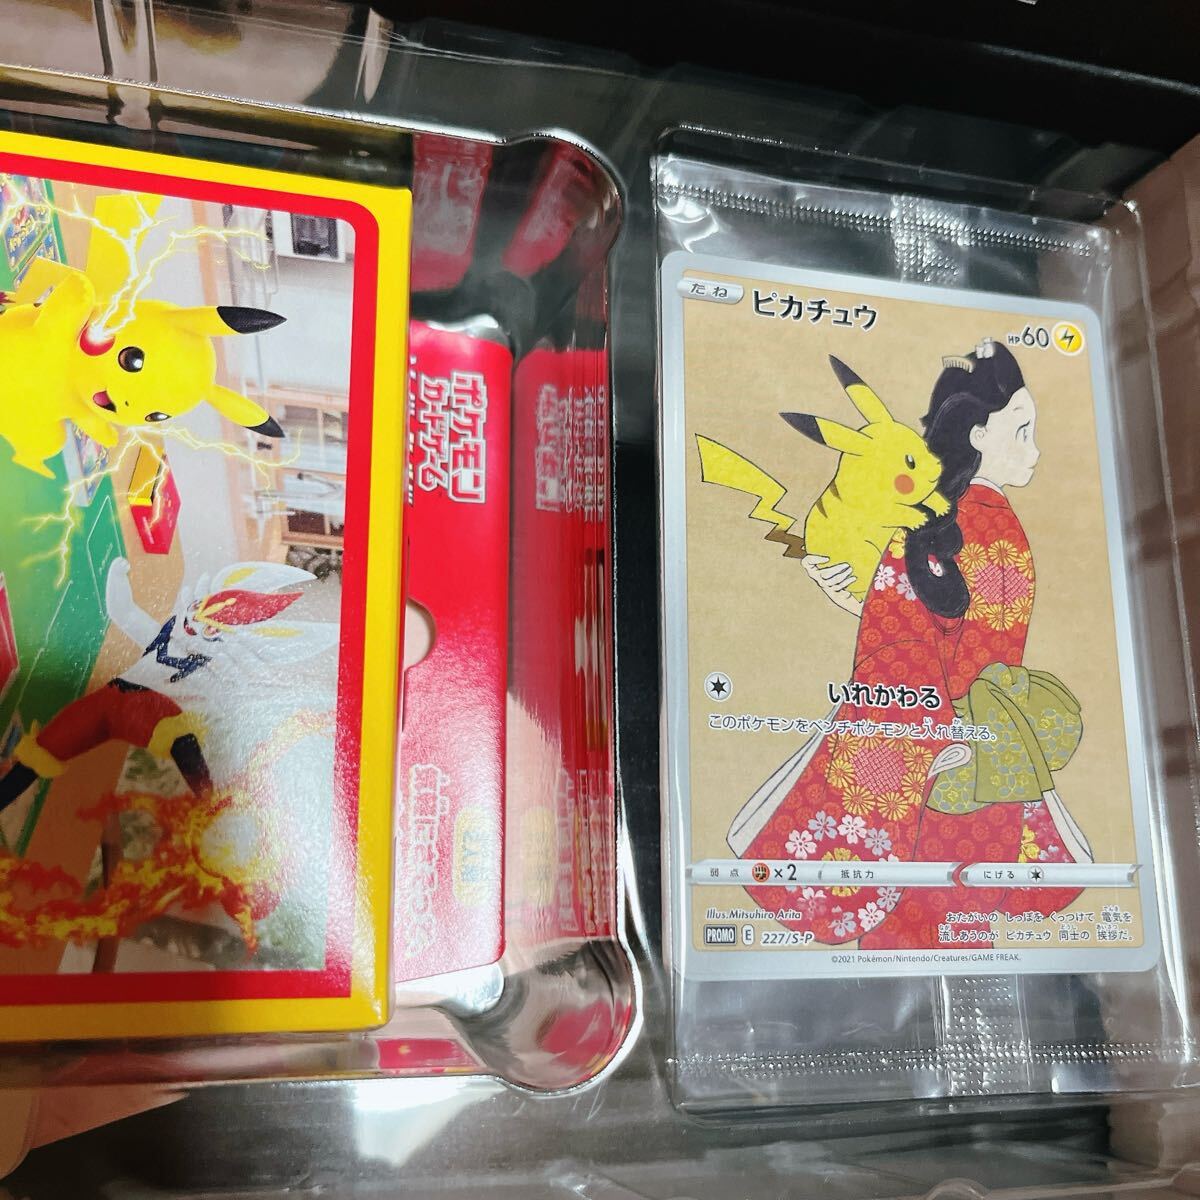 ポケモン
カードゲーム
たね
ピカチュウ
HP60
いれかわる
このポケモンをベンチポケモンと入れ替える。
弱点 ×2 抵抗力 にげる
Illus.Mitsuhiro Arita
PROMO E 227/S-P
おたがいの しっぽを くっつけて 電気を
流しあうのが ピカチュウ 同士の 挨拶だ。
©2021 Pokémon/Nintendo/Creatures/GAME FREAK.